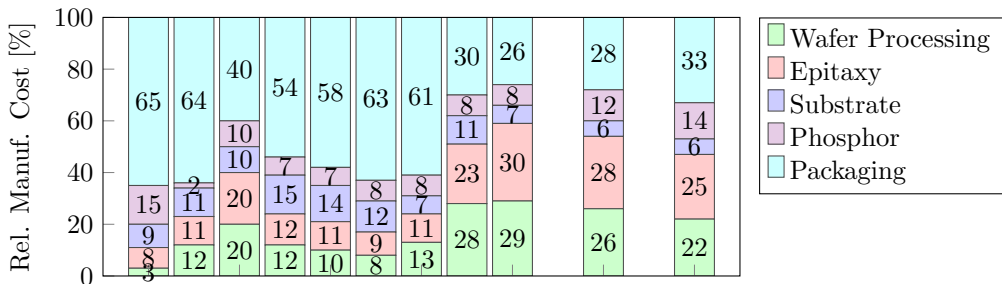 Rel. Manuf. Cost [%]
100
80
60
40
20
0
65 64 40 54 58 63 61 30 26 28 33
15 2 10 7 7 8 8 8 8 12 14
9 11 10 15 14 12 7 11 7 6 6
8 11 20 12 11 9 11 23 30 28 25
3 12 20 12 10 8 13 28 29 26 22
Wafer Processing
Epitaxy
Substrate
Phosphor
Packaging